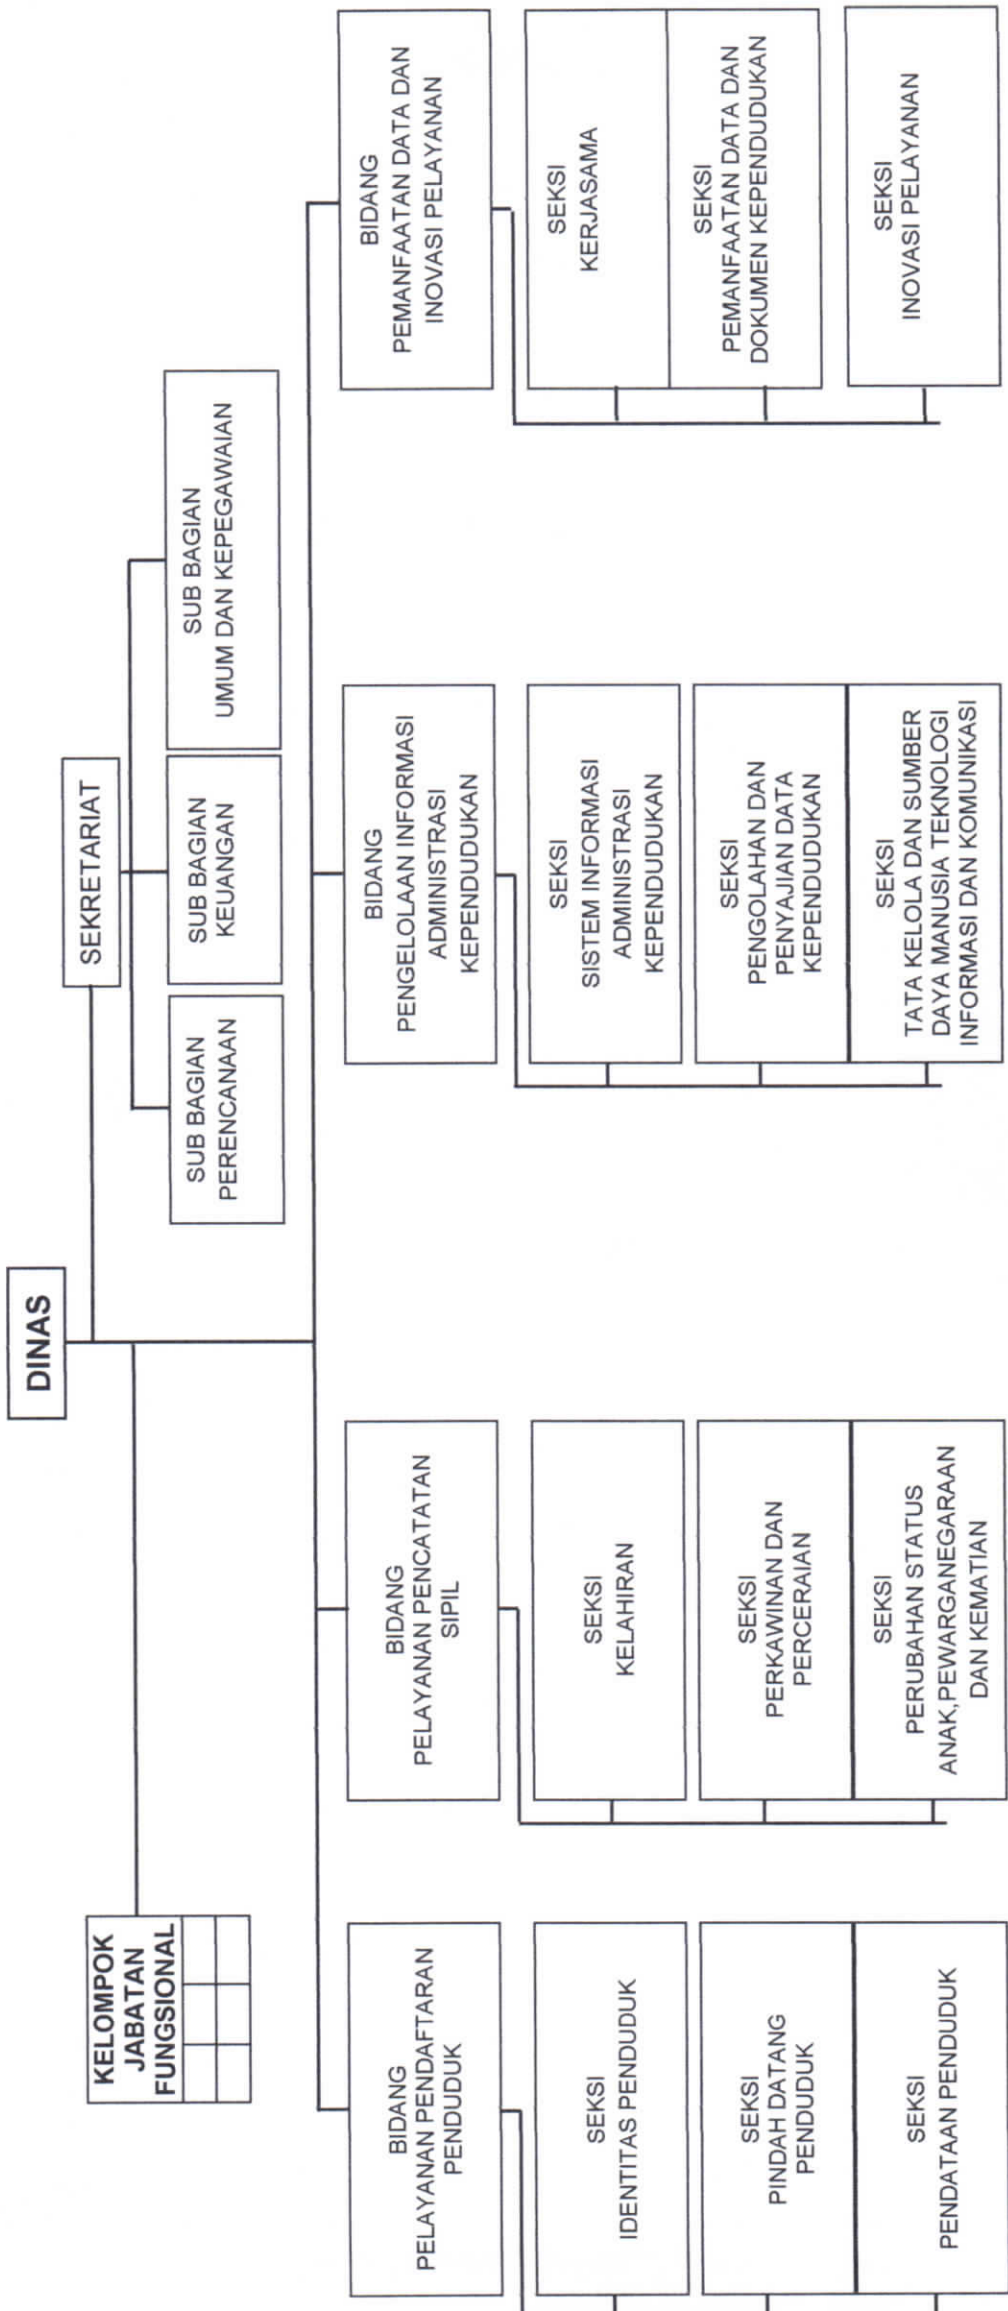 DINAS
SEKRETARIAT
KELOMPOK
JABATAN
FUNGSIONAL
SUB BAGIAN
PERENCANAAN
SUB BAGIAN
KEUANGAN
SUB BAGIAN
UMUM DAN KEPEGAWAIAN
BIDANG
PELAYANAN PENDAFTARAN
PENDUDUK
SEKSI
IDENTITAS PENDUDUK
SEKSI
PINDAH DATANG
PENDUDUK
SEKSI
PENDATAAN PENDUDUK
BIDANG
PELAYANAN PENCATATAN
SIPIL
SEKSI
KELAHIRAN
SEKSI
PERKAWINAN DAN
PERCERAIAN
SEKSI
PERUBAHAN STATUS
ANAK,PEWARGANEGARAAN
DAN KEMATIAN
BIDANG
PENGELOLAAN INFORMASI
ADMINISTRASI
KEPENDUDUKAN
SEKSI
SISTEM INFORMASI
ADMINISTRASI
KEPENDUDUKAN
SEKSI
PENGOLAHAN DAN
PENYAJIAN DATA
KEPENDUDUKAN
SEKSI
TATA KELOLA DAN SUMBER
DAYA MANUSIA TEKNOLOGI
INFORMASI DAN KOMUNIKASI
BIDANG
PEMANFAATAN DATA DAN
INOVASI PELAYANAN
SEKSI
KERJASAMA
SEKSI
PEMANFAATAN DATA DAN
DOKUMEN KEPENDUDUKAN
SEKSI
INOVASI PELAYANAN